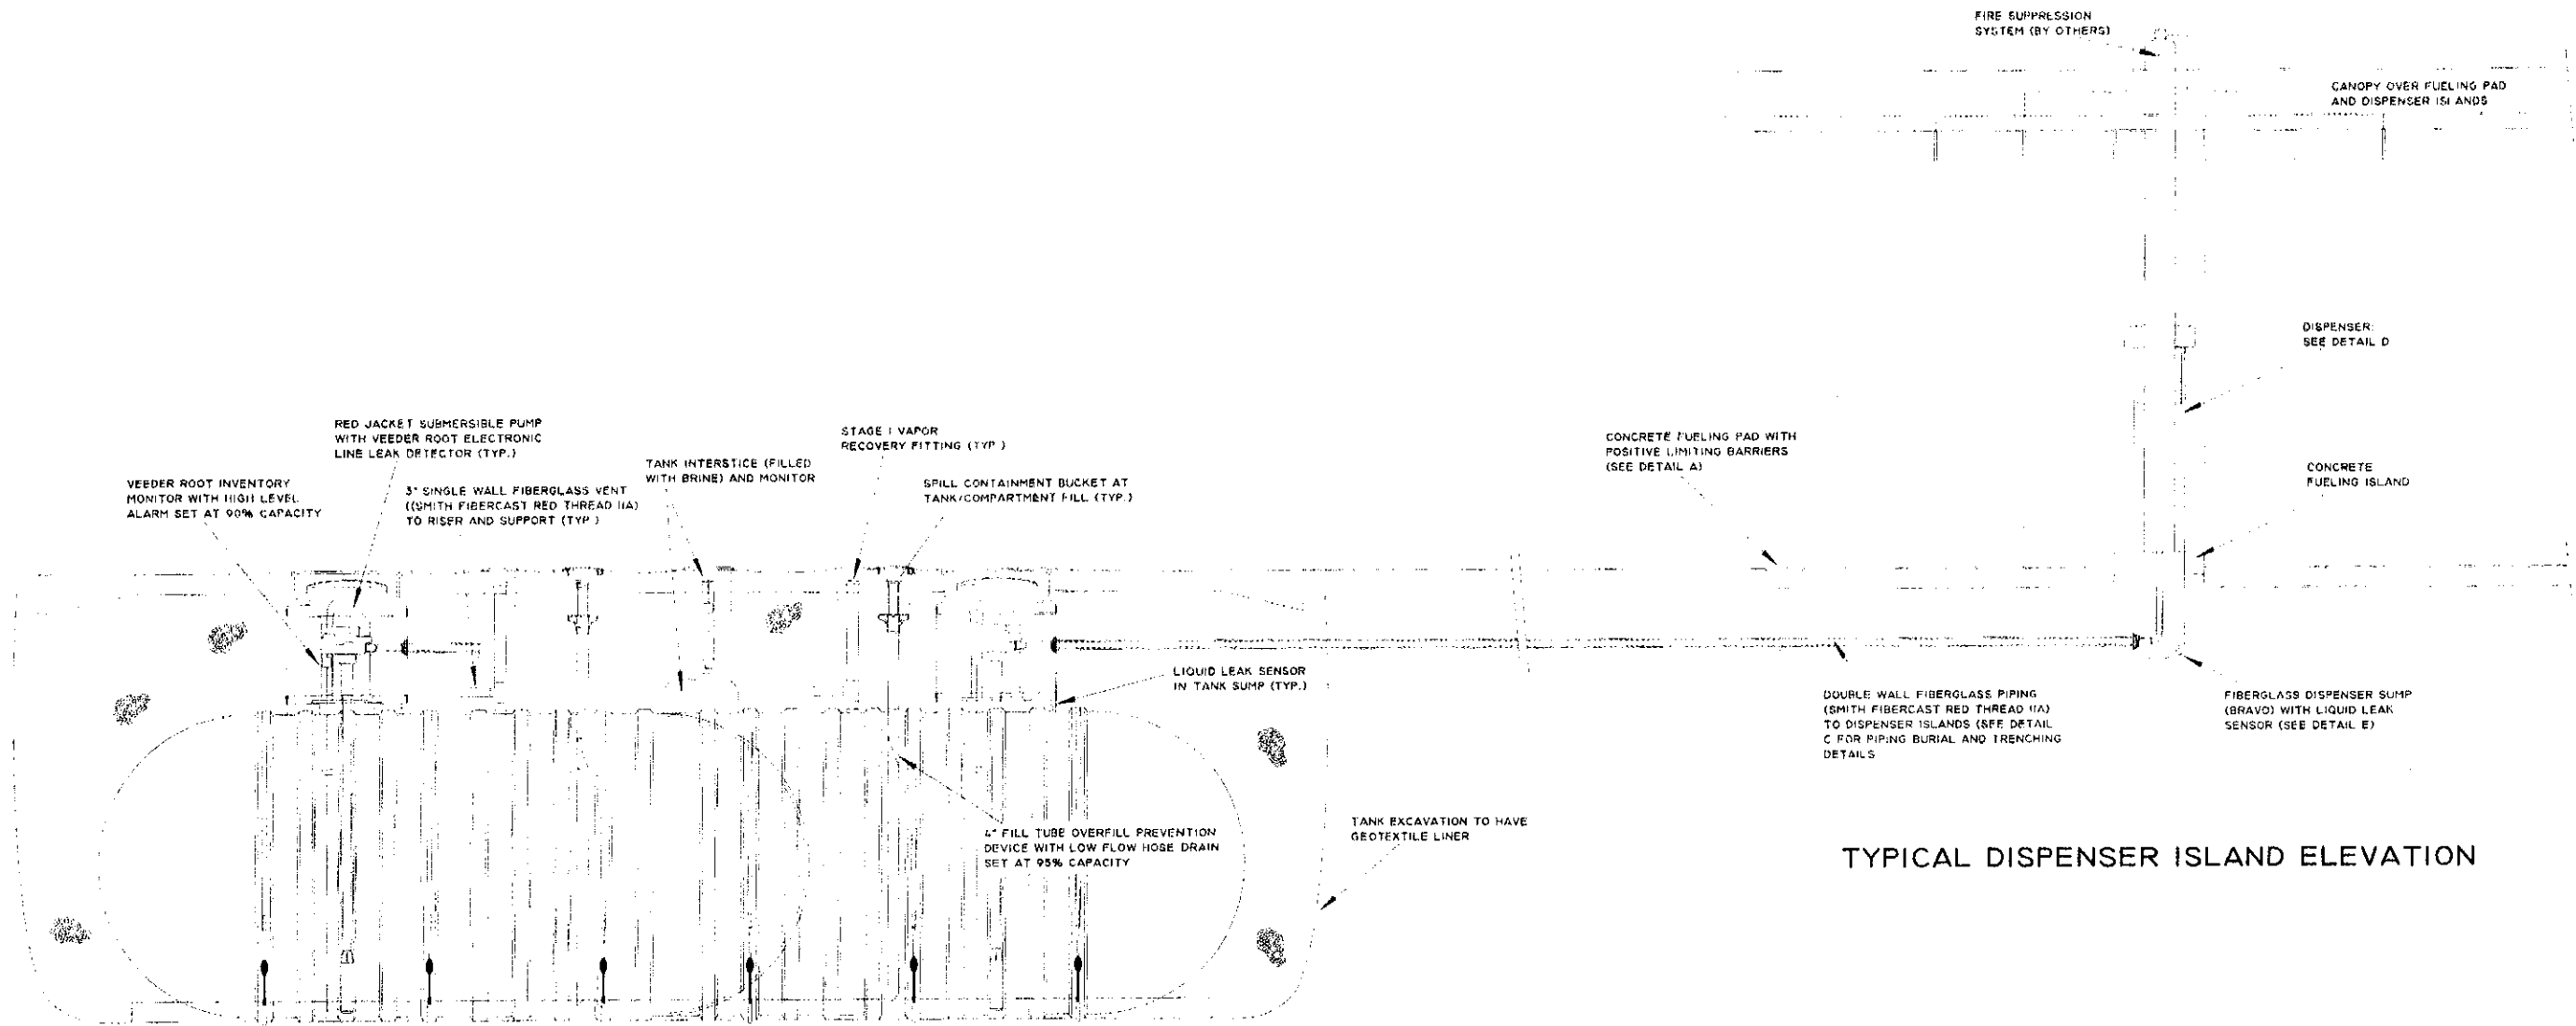 FIRE SUPPRESSION
SYSTEM (BY OTHERS)
CANOPY OVER FUELING PAD
AND DISPENSER ISLANDS
DISPENSER:
SEE DETAIL D
RED JACKET SUBMERSIBLE PUMP
WITH VEEDER ROOT ELECTRONIC
LINE LEAK DETECTOR (TYP.)
STAGE I VAPOR
RECOVERY FITTING (TYP.)
CONCRETE FUELING PAD WITH
POSITIVE LIMITING BARRIERS
(SEE DETAIL A)
TANK INTERSTICE (FILLED
WITH BRINE) AND MONITOR
CONCRETE
FUELING ISLAND
VEEDER ROOT INVENTORY
MONITOR WITH HIGH LEVEL
ALARM SET AT 90% CAPACITY
3" SINGLE WALL FIBERGLASS VENT
((SMITH FIBERCAST RED THREAD IIA)
TO RISER AND SUPPORT (TYP.)
SPILL CONTAINMENT BUCKET AT
TANK/COMPARTMENT FILL (TYP.)
LIQUID LEAK SENSOR
IN TANK SUMP (TYP.)
DOUBLE WALL FIBERGLASS PIPING
(SMITH FIBERCAST RED THREAD IIA)
TO DISPENSER ISLANDS (SEE DETAIL
C FOR PIPING BURIAL AND TRENCHING
DETAILS
FIBERGLASS DISPENSER SUMP
(BRAVO) WITH LIQUID LEAK
SENSOR (SEE DETAIL E)
4" FILL TUBE OVERFILL PREVENTION
DEVICE WITH LOW FLOW HOSE DRAIN
SET AT 95% CAPACITY
TANK EXCAVATION TO HAVE
GEOTEXTILE LINER
TYPICAL DISPENSER ISLAND ELEVATION